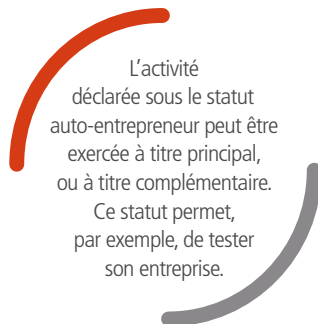 L’activité
déclarée sous le statut
auto-entrepreneur peut être
exercée à titre principal,
ou à titre complémentaire.
Ce statut permet,
par exemple, de tester
son entreprise.